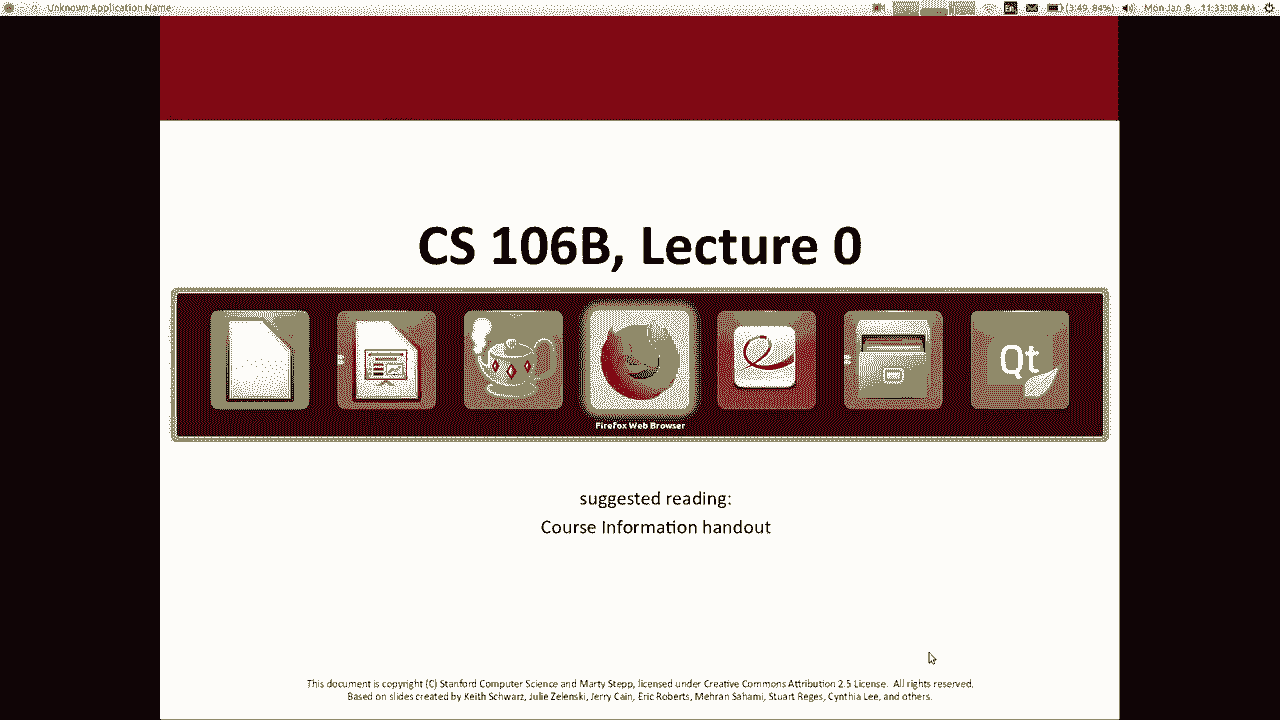 Unknown Application Name
En (3:49, 84%) Mon Jan 8 11:33:08 AM
CS 106B, Lecture 0
Qt
Firefox Web Browser
suggested reading:
Course Information handout
This document is copyright (C) Stanford Computer Science and Marty Stepp, licensed under Creative Commons Attribution 2.5 License. All rights reserved.
Based on slides created by Keith Schwarz, Julie Zelenski, Jerry Cain, Eric Roberts, Mehran Sahami, Stuart Reges, Cynthia Lee, and others.